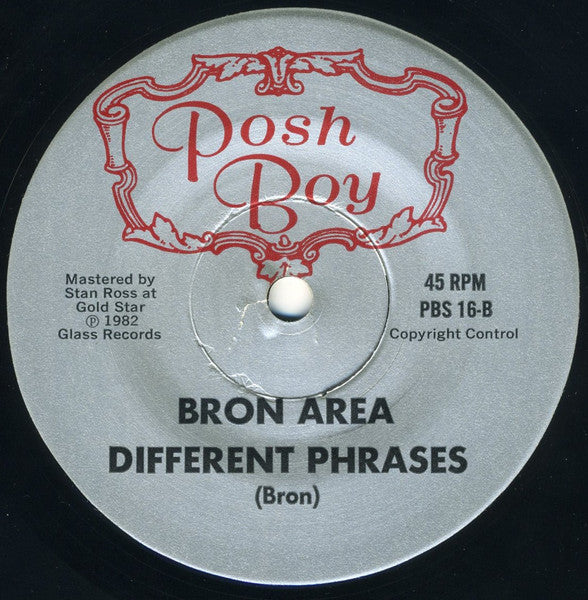 Posh
Boy
Mastered by
Stan Ross at
Gold Star
℗ 1982
Glass Records
45 RPM
PBS 16-B
Copyright Control
BRON AREA
DIFFERENT PHRASES
(Bron)